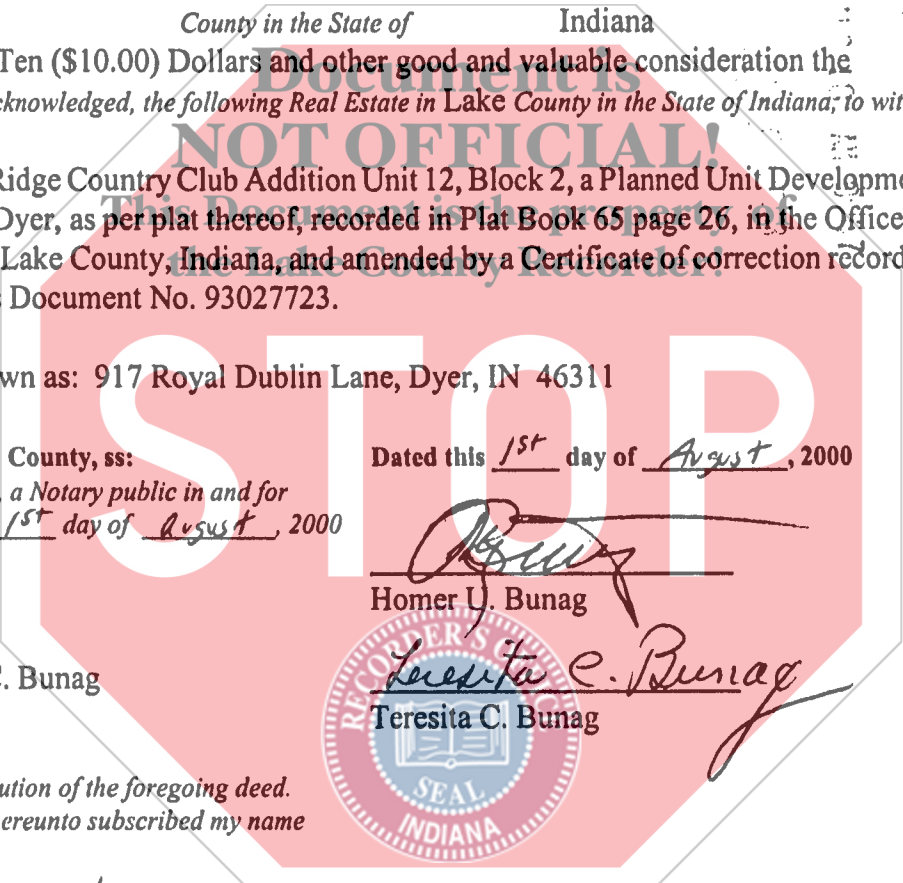 County in the State of Indiana
Ten ($10.00) Dollars and other good and valuable consideration the
cknowledged, the following Real Estate in Lake County in the State of Indiana; to wit
Document is
NOT OFFICIAL!
This Document is the property of
the Lake County Recorder!
Ridge Country Club Addition Unit 12, Block 2, a Planned Unit Developme
Dyer, as per plat thereof, recorded in Plat Book 65 page 26, in the Office
Lake County, Indiana, and amended by a Certificate of correction record
s Document No. 93027723.
STOP
wn as: 917 Royal Dublin Lane, Dyer, IN 46311
County, ss:
, a Notary public in and for
1st day of August, 2000
Dated this 1st day of August, 2000
Homer U. Bunag
Teresita C. Bunag
Teresita C. Bunag
C. Bunag
RECORDER'S OFFICE
SEAL
INDIANA
ution of the foregoing deed.
ereunto subscribed my name